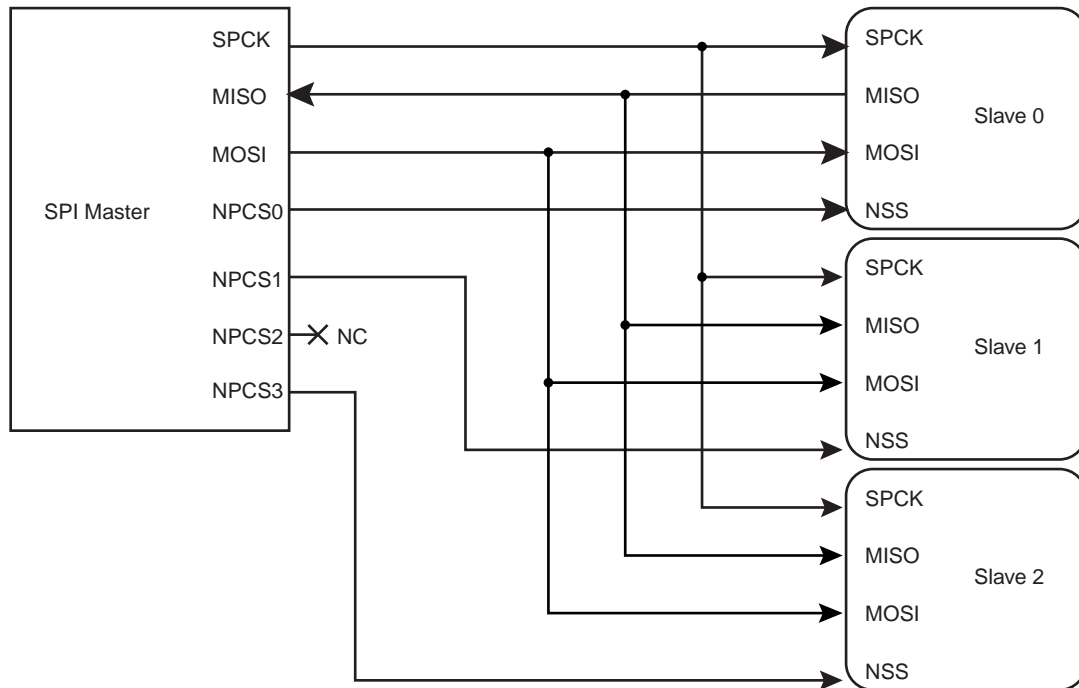 SPI Master
SPCK
MISO
MOSI
NPCS0
NPCS1
NPCS2
NC
NPCS3
SPCK
MISO
Slave 0
MOSI
NSS
SPCK
MISO
Slave 1
MOSI
NSS
SPCK
MISO
Slave 2
MOSI
NSS